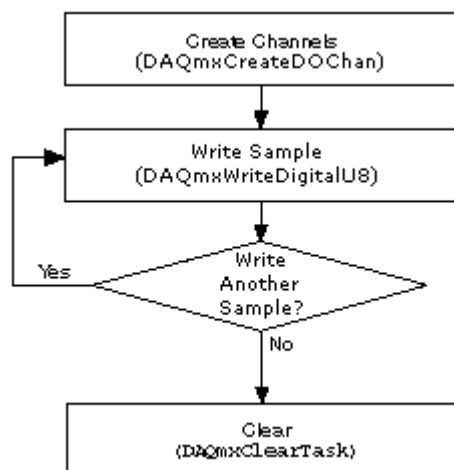 Create Channels
(DAQmxCreateDOChan)
Write Sample
(DAQmxWriteDigitalU8)
Write
Another
Sample?
Yes
No
Clear
(DAQmxClearTask)